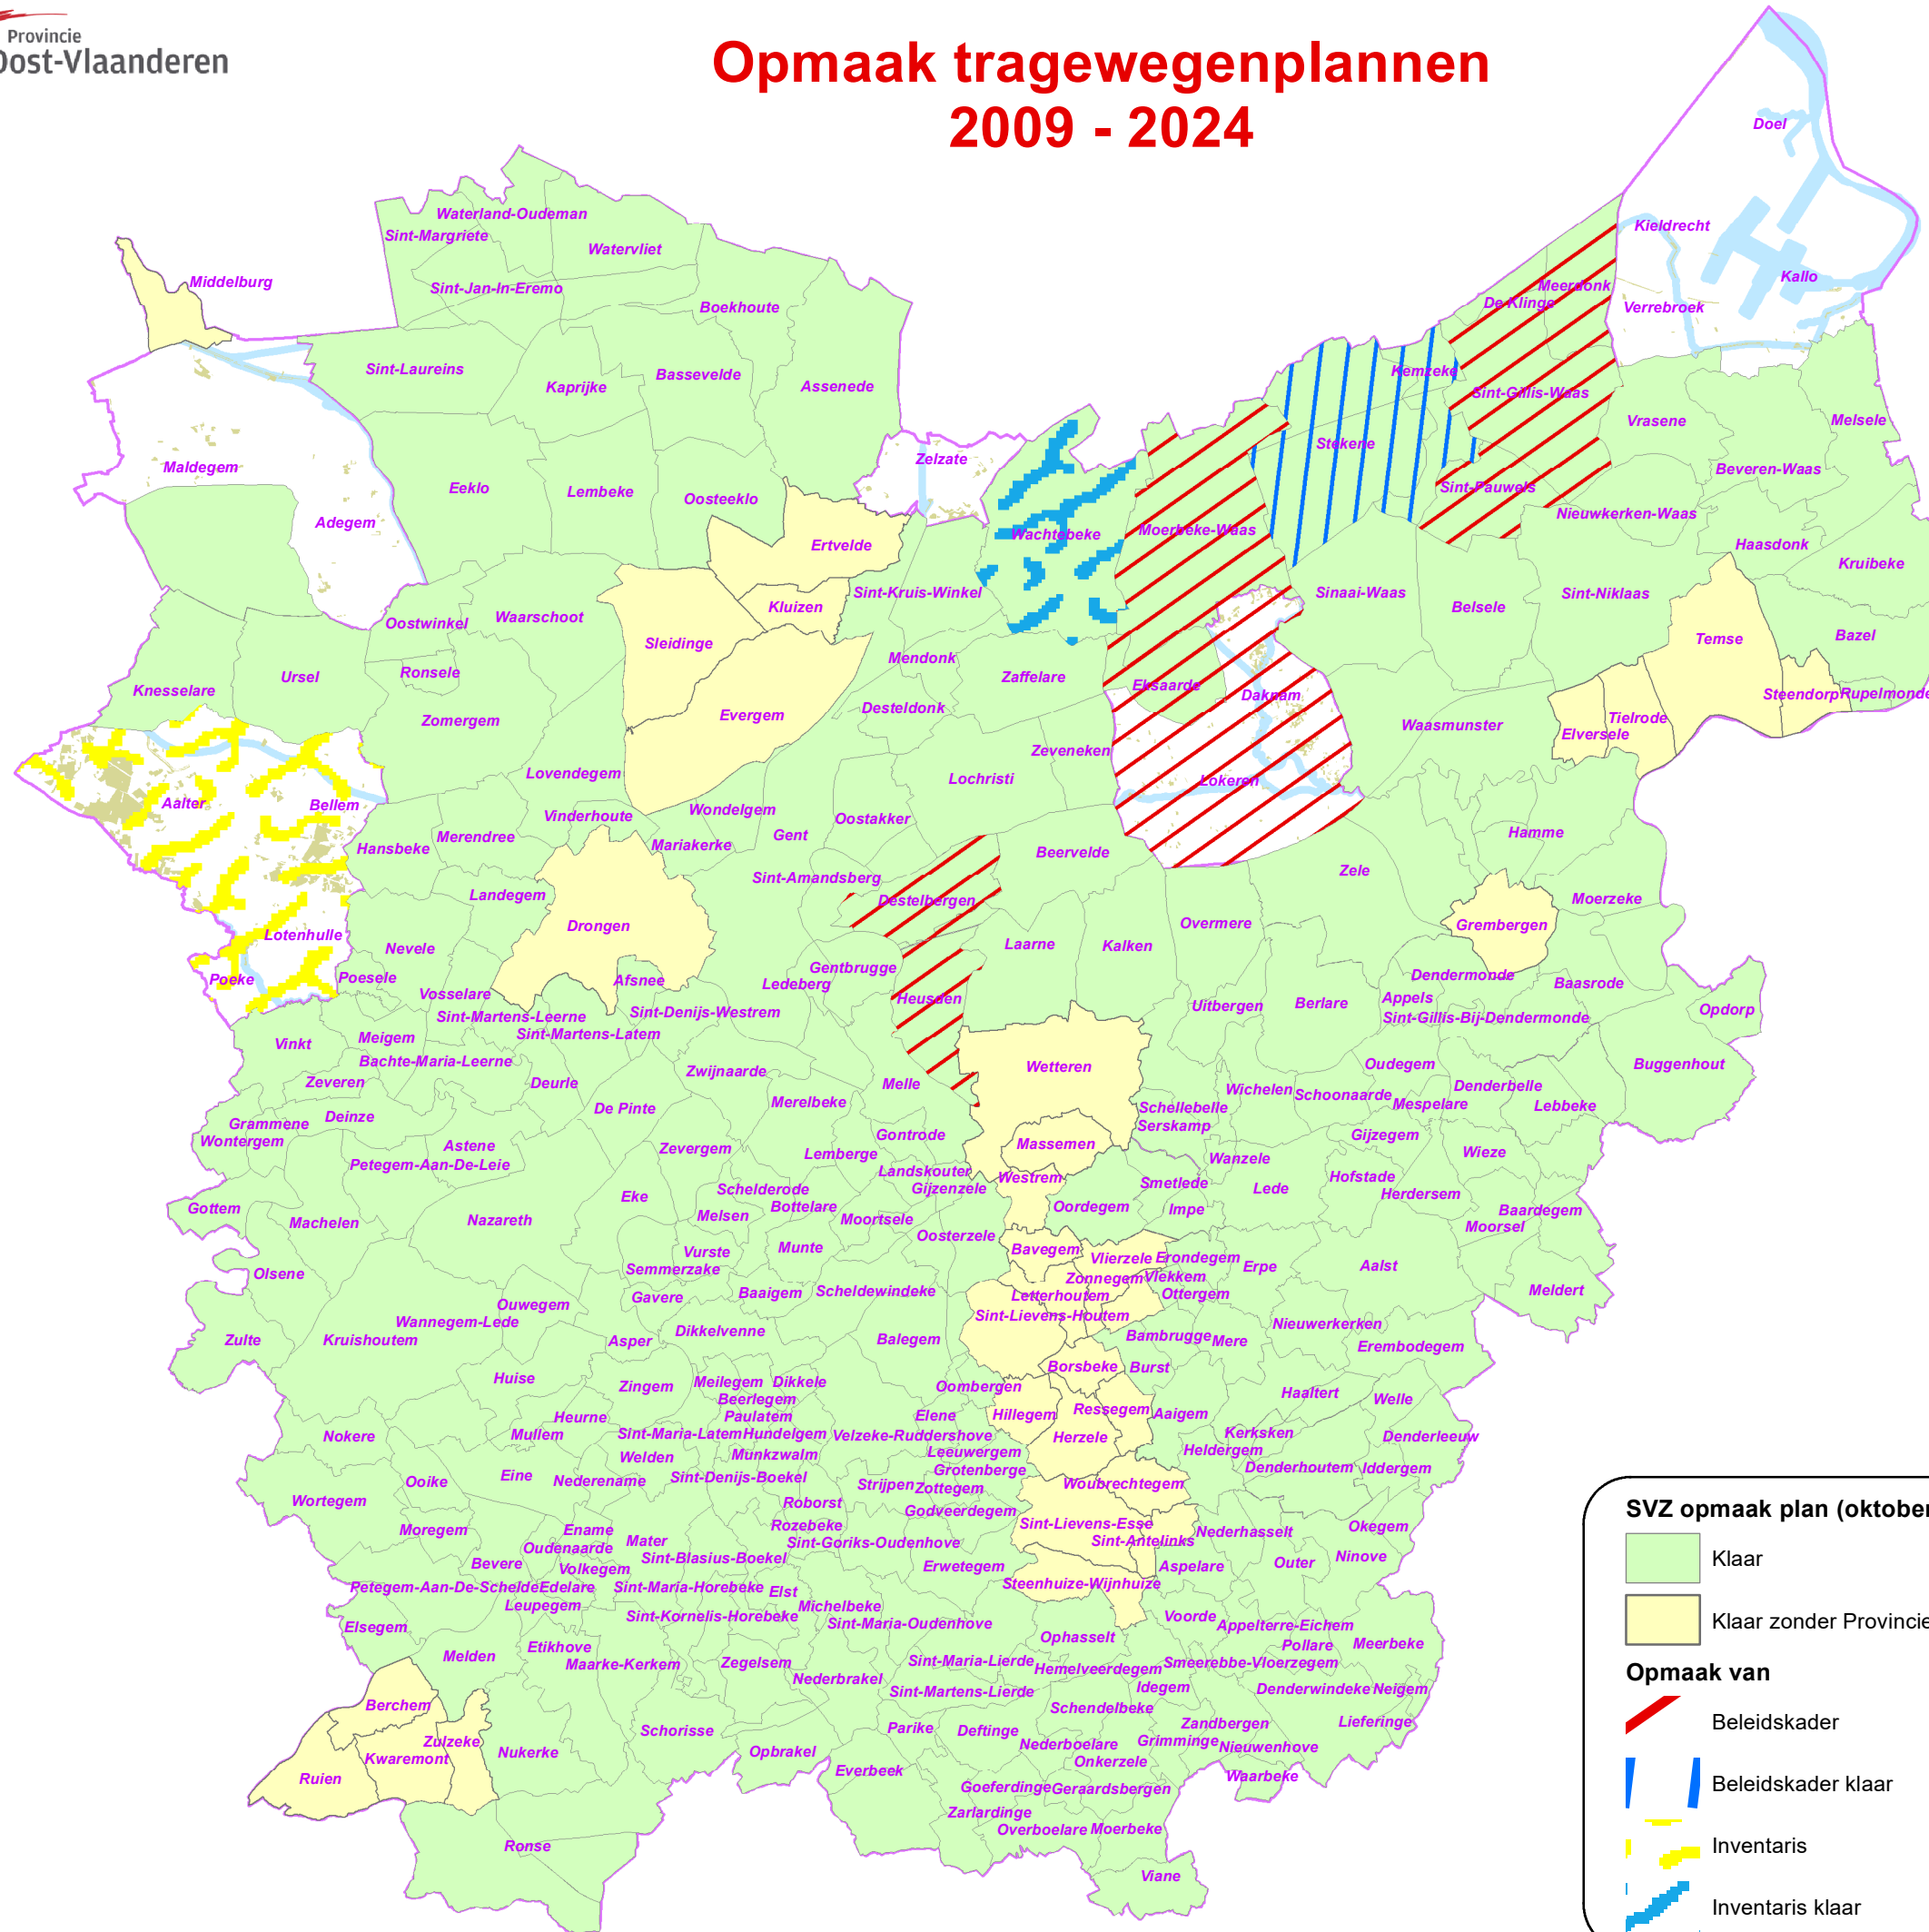 Provincie
Oost-Vlaanderen
Opmaak tragewegenplannen
2009 - 2024
Doel
Waterland-Oudeman
Sint-Margriete
Watervliet
Kieldrecht
Middelburg
Sint-Jan-In-Eremo
Boekhoute
Kallo
Meerdonk
De Klinge
Verrebroek
Sint-Laureins
Kaprijke
Bassevelde
Assenede
Kemzeke
Sint-Gillis-Waas
Vrasene
Melsele
Stekene
Zelzate
Maldegem
Beveren-Waas
Eeklo
Lembeke
Oosteeklo
Sint-Pauwels
Adegem
Nieuwkerken-Waas
Ertvelde
Wachtebeke
Moerbeke-Waas
Haasdonk
Kruibeke
Sint-Kruis-Winkel
Sinaai-Waas
Belsele
Sint-Niklaas
Kluizen
Oostwinkel
Waarschoot
Sleidinge
Temse
Bazel
Mendonk
Ursel
Ronsele
Zaffelare
Knesselare
Eksaarde
Daknam
Steendorp
Rupelmonde
Desteldonk
Evergem
Zomergem
Waasmunster
Tielrode
Elversele
Zeveneken
Lovendegem
Lochristi
Lokeren
Aalter
Bellem
Vinderhoute
Wondelgem
Oostakker
Gent
Merendree
Hansbeke
Mariakerke
Beervelde
Hamme
Zele
Sint-Amandsberg
Landegem
Destelbergen
Moerzeke
Drongen
Overmere
Grembergen
Lotenhulle
Nevele
Laarne
Kalken
Gentbrugge
Poeke
Poesele
Afsnee
Ledeberg
Dendermonde
Baasrode
Vosselare
Heusden
Uitbergen
Berlare
Appels
Opdorp
Sint-Martens-Leerne
Sint-Denijs-Westrem
Sint-Gillis-Bij-Dendermonde
Sint-Martens-Latem
Vinkt
Meigem
Bachte-Maria-Leerne
Wetteren
Oudegem
Buggenhout
Zwijnaarde
Zeveren
Deurle
Melle
Wichelen
Schoonaarde
Denderbelle
Merelbeke
De Pinte
Schellebelle
Mespelare
Lebbeke
Deinze
Grammene
Serskamp
Wontergem
Gontrode
Gijzegem
Astene
Zevergem
Lemberge
Massemen
Wieze
Petegem-Aan-De-Leie
Landskouter
Westrem
Wanzele
Smetlede
Lede
Hofstade
Eke
Schelderode
Gijzenzele
Herdersem
Gottem
Bottelare
Oordegem
Impe
Baardegem
Machelen
Nazareth
Melsen
Moortsele
Moorsel
Oosterzele
Vurste
Munte
Bavegem
Vlierzele
Erondegem
Erpe
Aalst
Olsene
Semmerzake
Zonnegem
Vlekkem
Gavere
Baaigem
Scheldewindeke
Letterhoutem
Ottergem
Meldert
Ouwegem
Sint-Lievens-Houtem
Wannegem-Lede
Dikkelvenne
Nieuwerkerken
Zulte
Kruishoutem
Asper
Balegem
Bambrugge
Mere
Erembodegem
Borsbeke
Burst
Huise
Zingem
Meilegem
Dikkele
Oombergen
Haaltert
Welle
Beerlegem
Heurne
Paulatem
Elene
Hillegem
Ressegem
Aaigem
Nokere
Mullem
Sint-Maria-Latem
Hundelgem
Velzeke-Ruddershove
Herzele
Kerksken
Denderleeuw
Welden
Munkzwalm
Leeuwergem
Heldergem
Eine
Nederename
Sint-Denijs-Boekel
Grotenberge
Denderhoutem
Iddergem
Ooike
Strijpen
Zottegem
Woubrechtegem
Wortegem
Roborst
Godveerdegem
SVZ opmaak plan (oktober
Moregem
Ename
Rozebeke
Sint-Lievens-Esse
Nederhasselt
Okegem
Oudenaarde
Mater
Sint-Goriks-Oudenhove
Sint-Antelinks
Klaar
Bevere
Volkegem
Sint-Blasius-Boekel
Erwetegem
Aspelare
Outer
Ninove
Petegem-Aan-De-Schelde
Edelare
Sint-Maria-Horebeke
Elst
Steenhuize-Wijnhuize
Leupegem
Michelbeke
Elsegem
Sint-Kornelis-Horebeke
Sint-Maria-Oudenhove
Voorde
Appelterre-Eichem
Klaar zonder Provincie
Etikhove
Ophasselt
Pollare
Meerbeke
Melden
Maarke-Kerkem
Zegelsem
Sint-Maria-Lierde
Hemelveerdegem
Smeerebbe-Vloerzegem
Opmaak van
Nederbrakel
Idegem
Denderwindeke
Neigem
Berchem
Sint-Martens-Lierde
Schendelbeke
Zulzeke
Schorisse
Parike
Deftinge
Zandbergen
Lieferinge
Beleidskader
Kwaremont
Nukerke
Opbrakel
Nederboelare
Grimminge
Nieuwenhove
Ruien
Everbeek
Onkerzele
Waarbeke
Goeferdinge
Geraardsbergen
Beleidskader klaar
Zarlardinge
Overboelare
Moerbeke
Ronse
Inventaris
Viane
Inventaris klaar